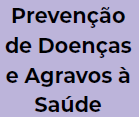 Prevenção
de Doenças
e Agravos à
Saúde